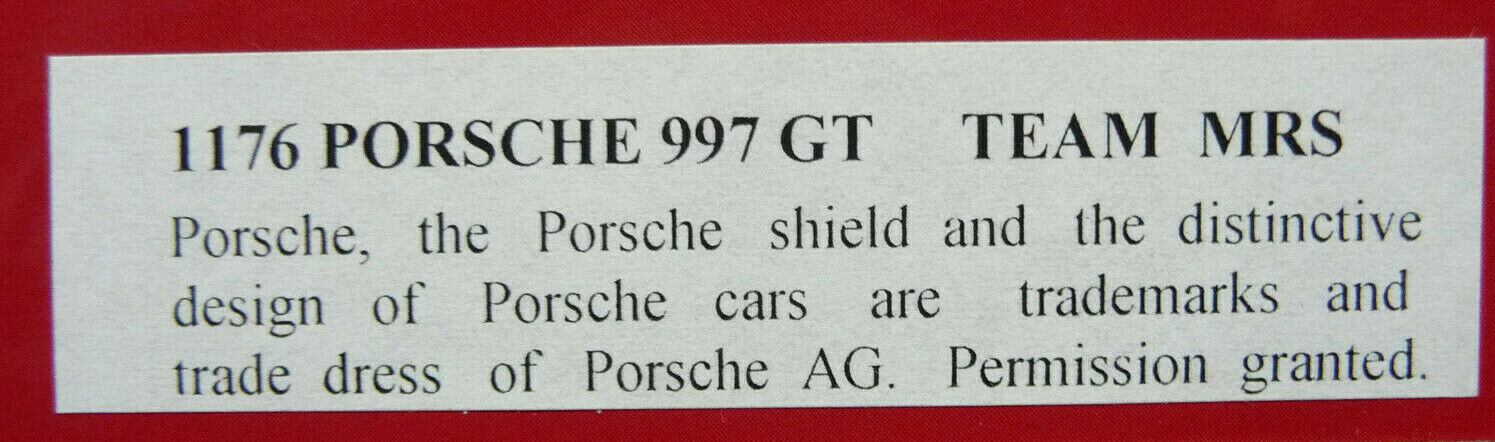 1176 PORSCHE 997 GT TEAM MRS
Porsche, the Porsche shield and the distinctive
design of Porsche cars are trademarks and
trade dress of Porsche AG. Permission granted.